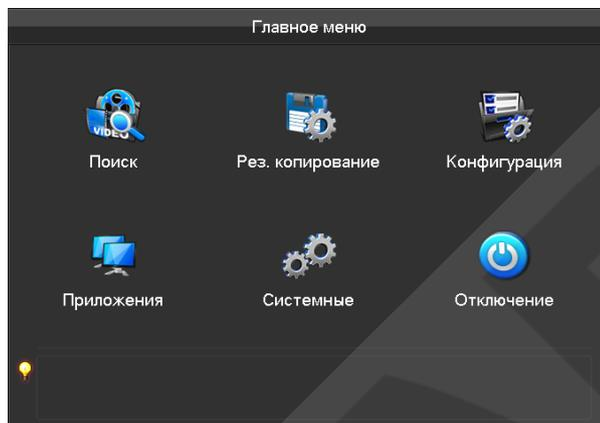 Главное меню
VIDEO
Поиск
Рез. копирование
Конфигурация
Приложения
Системные
Отключение